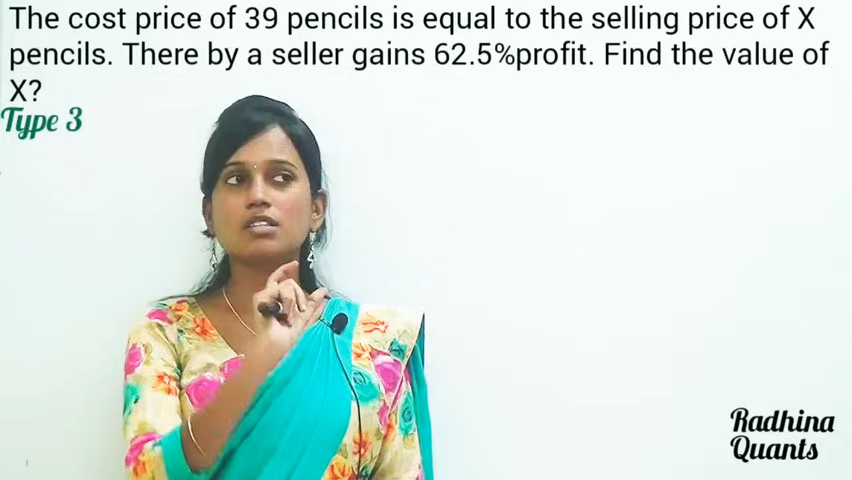 The cost price of 39 pencils is equal to the selling price of X
pencils. There by a seller gains 62.5%profit. Find the value of
X?
Type 3
Radhina
Quants